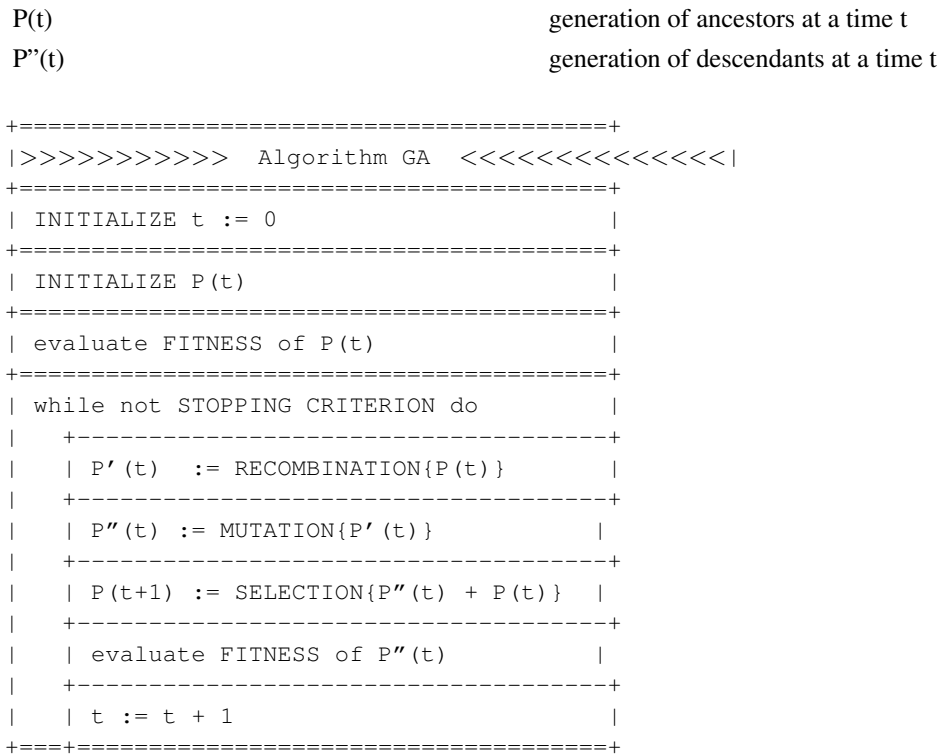 P(t) generation of ancestors at a time t
P”(t) generation of descendants at a time t
+=========================================+
|>>>>>>>>>>> Algorithm GA <<<<<<<<<<<<<<|
+=========================================+
| INITIALIZE t := 0 |
+=========================================+
| INITIALIZE P(t) |
+=========================================+
| evaluate FITNESS of P(t) |
+=========================================+
| while not STOPPING CRITERION do |
| +-------------------------------------+
| | P'(t) := RECOMBINATION{P(t)} |
| +-------------------------------------+
| | P"(t) := MUTATION{P'(t)} |
| +-------------------------------------+
| | P(t+1) := SELECTION{P"(t) + P(t)} |
| +-------------------------------------+
| | evaluate FITNESS of P"(t) |
| +-------------------------------------+
| | t := t + 1 |
+===+=====================================+